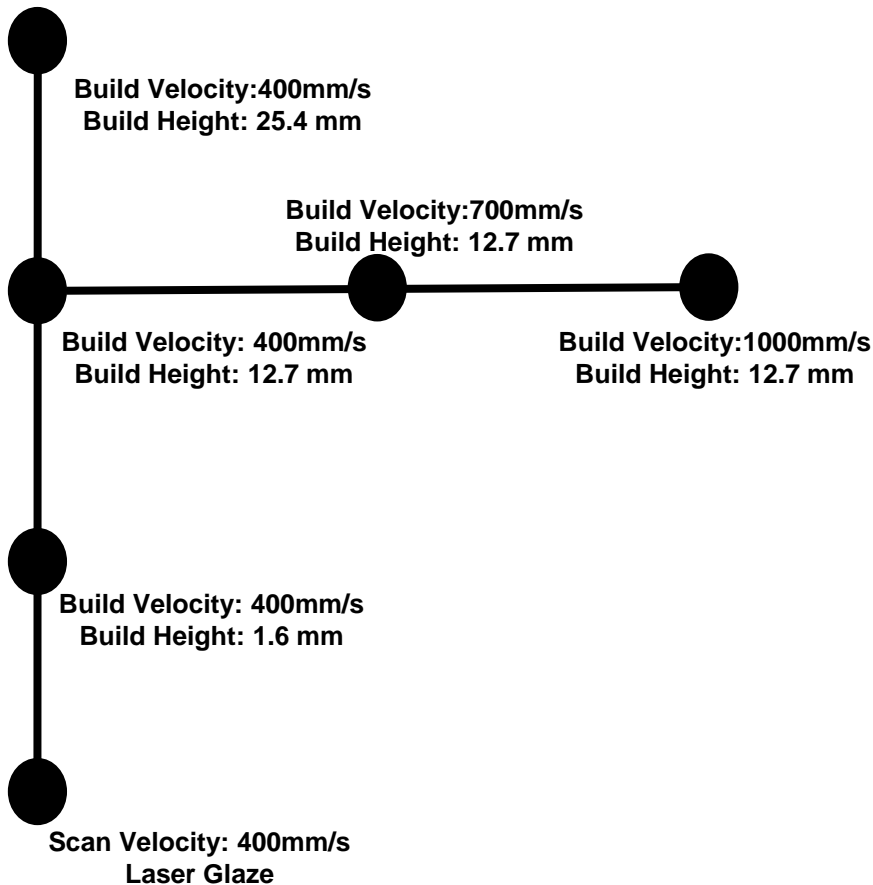 Build Velocity:400mm/s
Build Height: 25.4 mm
Build Velocity:700mm/s
Build Height: 12.7 mm
Build Velocity: 400mm/s
Build Height: 12.7 mm
Build Velocity:1000mm/s
Build Height: 12.7 mm
Build Velocity: 400mm/s
Build Height: 1.6 mm
Scan Velocity: 400mm/s
Laser Glaze